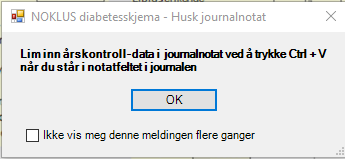 NOKLUS diabetesskjema - Husk journalnotat
Lim inn årskontroll-data i journalnotat ved å trykke Ctrl + V
når du står i notatfeltet i journalen
OK
Ikke vis meg denne meldingen flere ganger